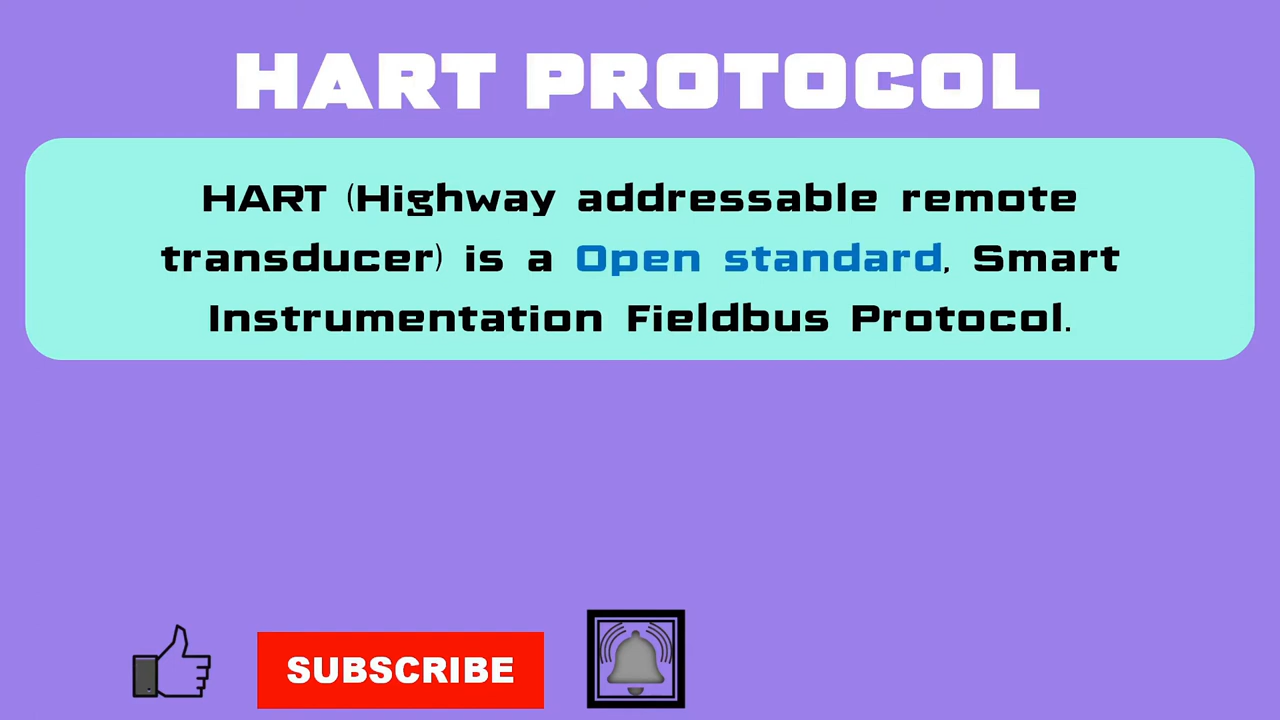 HART PROTOCOL
HART (Highway addressable remote
transducer) is a Open standard, Smart
Instrumentation Fieldbus Protocol.
SUBSCRIBE